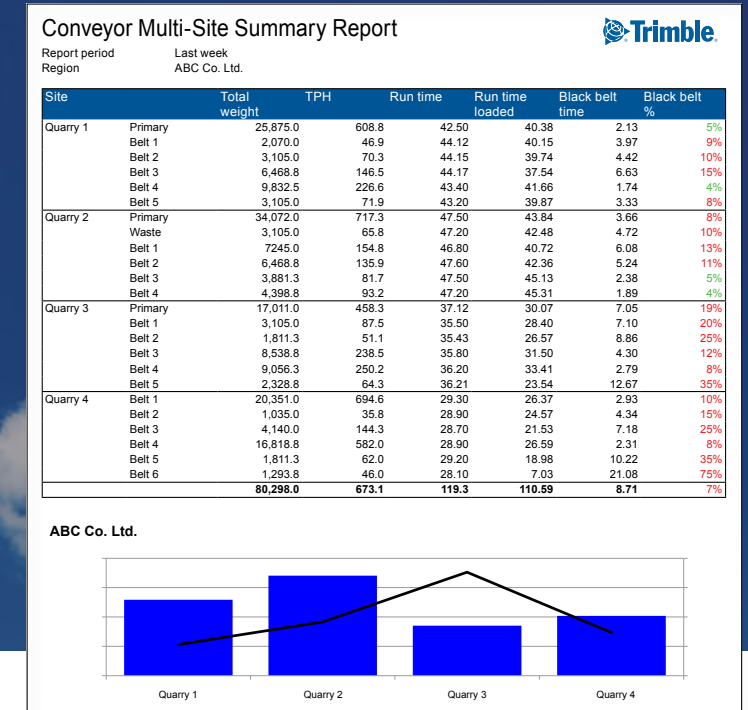 Conveyor Multi-Site Summary Report
Trimble.
Report period Last week
Region ABC Co. Ltd.
Site Total weight TPH Run time Run time loaded Black belt time Black belt %
Quarry 1 Primary 25,875.0 608.8 42.50 40.38 2.13 5%
Belt 1 2,070.0 46.9 44.12 40.15 3.97 9%
Belt 2 3,105.0 70.3 44.15 39.74 4.42 10%
Belt 3 6,468.8 146.5 44.17 37.54 6.63 15%
Belt 4 9,832.5 226.6 43.40 41.66 1.74 4%
Belt 5 3,105.0 71.9 43.20 39.87 3.33 8%
Quarry 2 Primary 34,072.0 717.3 47.50 43.84 3.66 8%
Waste 3,105.0 65.8 47.20 42.48 4.72 10%
Belt 1 7245.0 154.8 46.80 40.72 6.08 13%
Belt 2 6,468.8 135.9 47.60 42.36 5.24 11%
Belt 3 3,881.3 81.7 47.50 45.13 2.38 5%
Belt 4 4,398.8 93.2 47.20 45.31 1.89 4%
Quarry 3 Primary 17,011.0 458.3 37.12 30.07 7.05 19%
Belt 1 3,105.0 87.5 35.50 28.40 7.10 20%
Belt 2 1,811.3 51.1 35.43 26.57 8.86 25%
Belt 3 8,538.8 238.5 35.80 31.50 4.30 12%
Belt 4 9,056.3 250.2 36.20 33.41 2.79 8%
Belt 5 2,328.8 64.3 36.21 23.54 12.67 35%
Quarry 4 Belt 1 20,351.0 694.6 29.30 26.37 2.93 10%
Belt 2 1,035.0 35.8 28.90 24.57 4.34 15%
Belt 3 4,140.0 144.3 28.70 21.53 7.18 25%
Belt 4 16,818.8 582.0 28.90 26.59 2.31 8%
Belt 5 1,811.3 62.0 29.20 18.98 10.22 35%
Belt 6 1,293.8 46.0 28.10 7.03 21.08 75%
80,298.0 673.1 119.3 110.59 8.71 7%
ABC Co. Ltd.
Quarry 1 Quarry 2 Quarry 3 Quarry 4